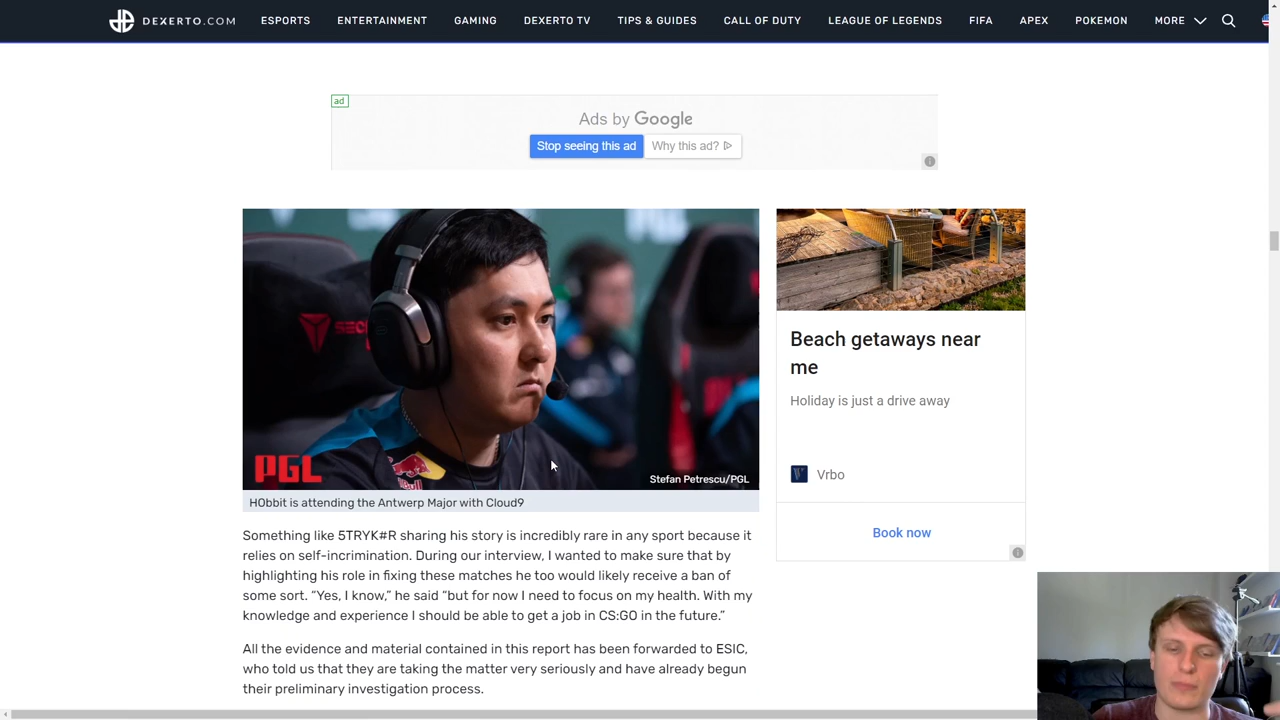 DEXERTO.COM
ESPORTS
ENTERTAINMENT
GAMING
DEXERTO TV
TIPS & GUIDES
CALL OF DUTY
LEAGUE OF LEGENDS
FIFA
APEX
POKEMON
MORE
ad
Ads by Google
Stop seeing this ad
Why this ad?
SEC
Red Bull
PGL
PGL
Stefan Petrescu/PGL
HObbit is attending the Antwerp Major with Cloud9
Something like 5TRYK#R sharing his story is incredibly rare in any sport because it
relies on self-incrimination. During our interview, I wanted to make sure that by
highlighting his role in fixing these matches he too would likely receive a ban of
some sort. “Yes, I know,” he said “but for now I need to focus on my health. With my
knowledge and experience I should be able to get a job in CS:GO in the future.”
All the evidence and material contained in this report has been forwarded to ESIC,
who told us that they are taking the matter very seriously and have already begun
their preliminary investigation process.
Beach getaways near
me
Holiday is just a drive away
Vrbo
Book now